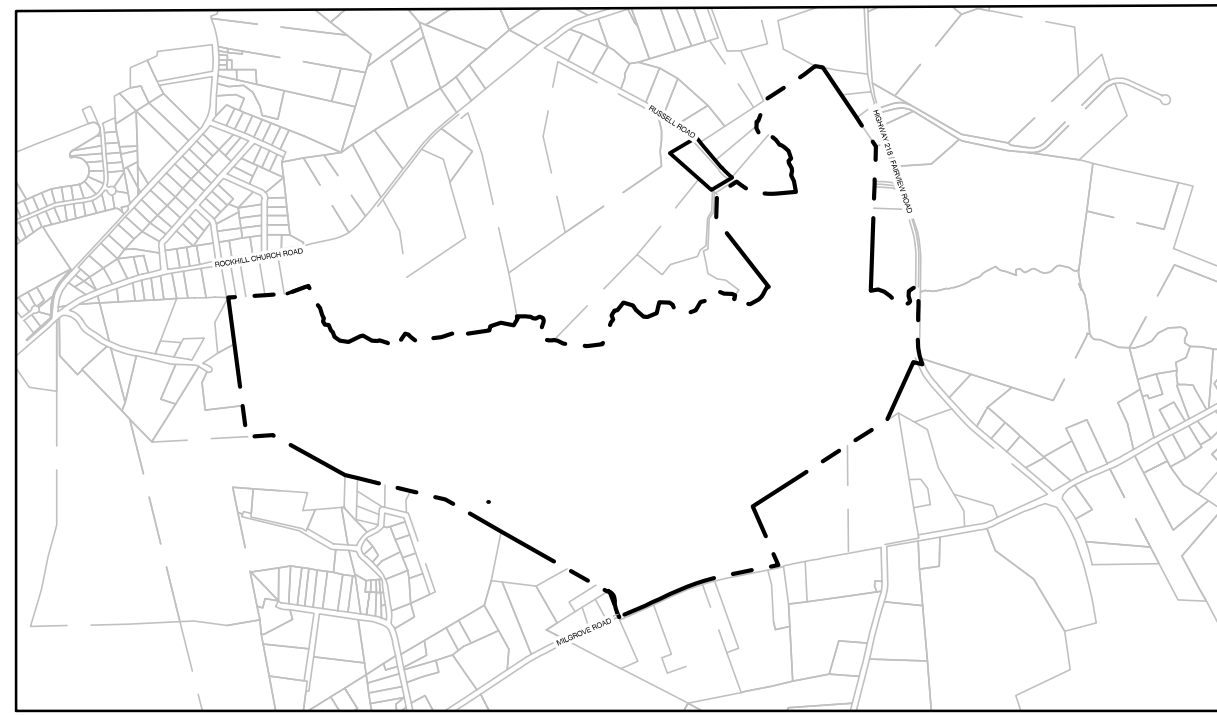 RUSSELL ROAD
HIGHWAY 218 / FAIRVIEW ROAD
ROCKHILL CHURCH ROAD
MILGROVE ROAD